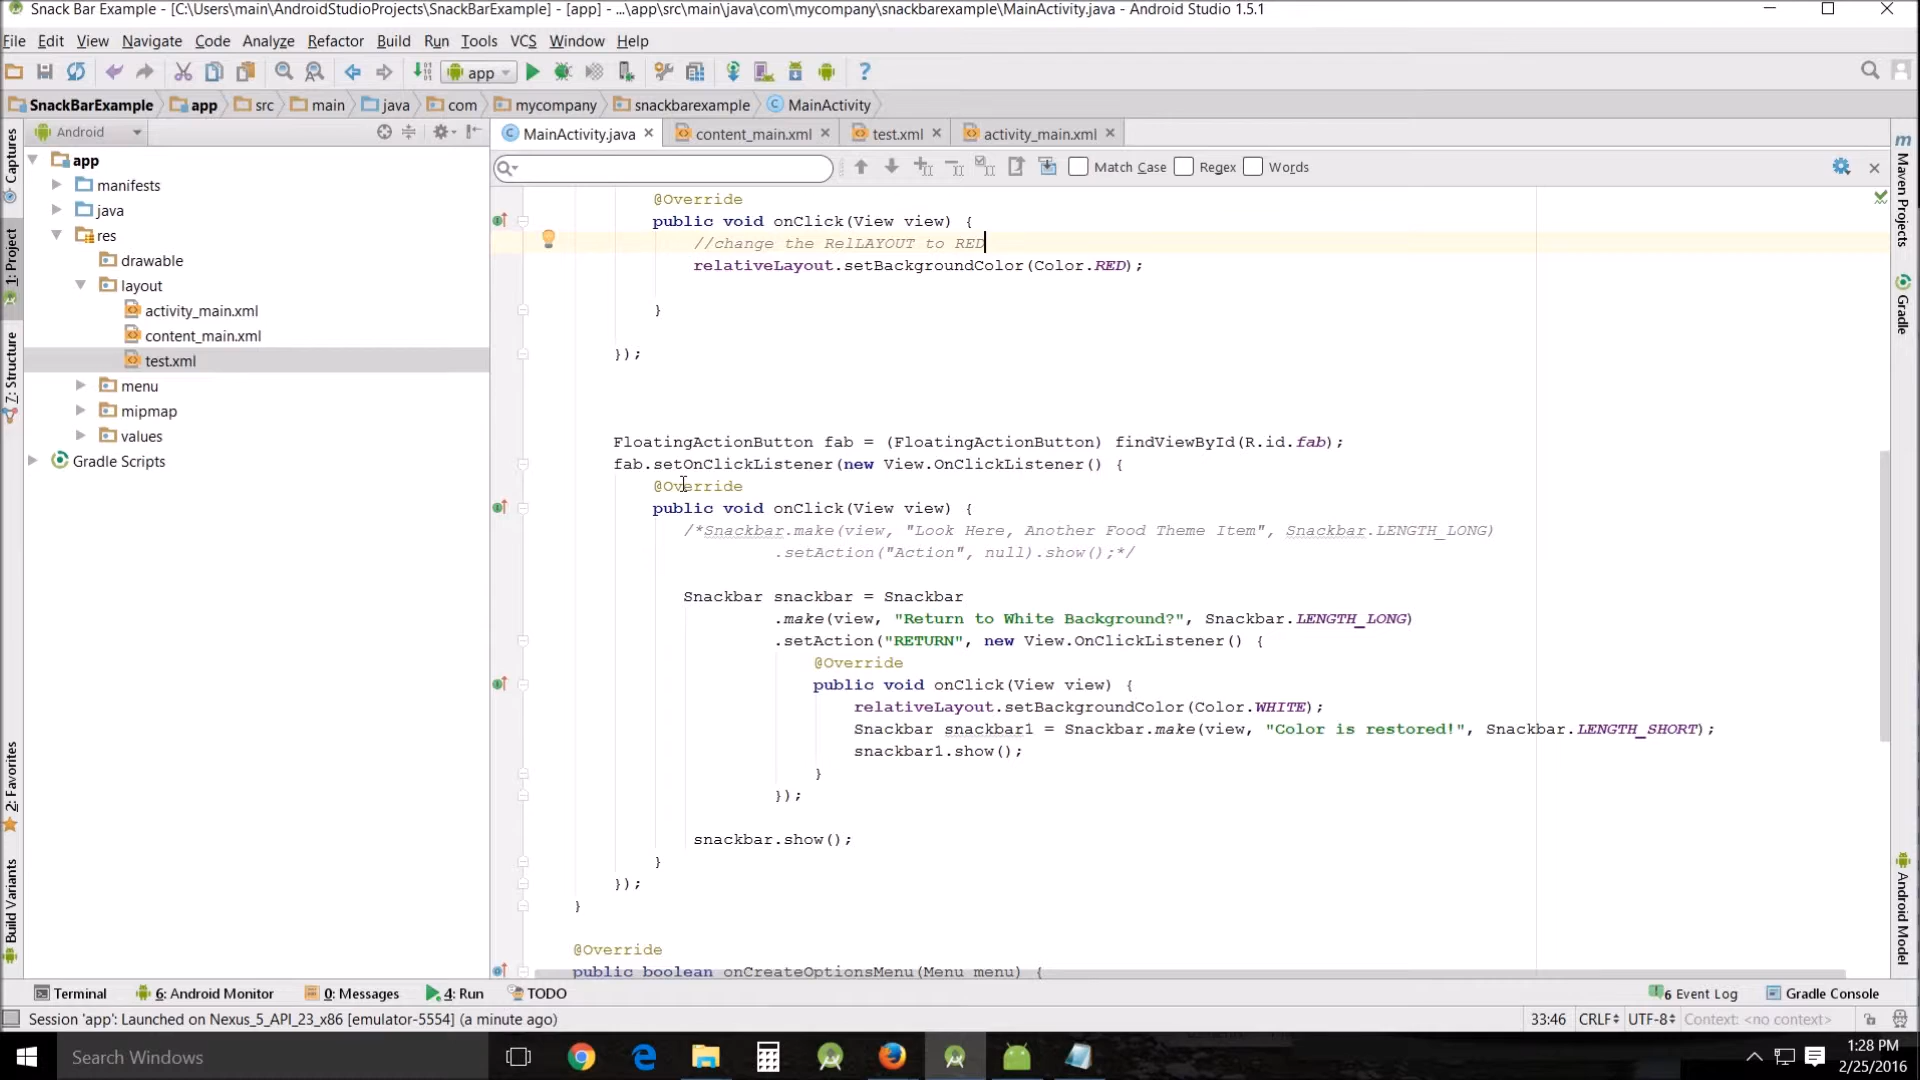 SnackBarExample - [C:\Users\main\AndroidStudioProjects\SnackBarExample] - [app] - ...\app\src\main\java\com\mycompany\snackbarexample\MainActivity.java - Android Studio 1.5.1
File Edit View Navigate Code Analyze Refactor Build Run Tools VCS Window Help
app
SnackBarExample app src main java com mycompany snackbarexample MainActivity
Android
MainActivity.java content_main.xml test.xml activity_main.xml
Match Case Regex Words
Captures
1: Project
7: Structure
2: Favorites
Build Variants
app
manifests
java
res
drawable
layout
activity_main.xml
content_main.xml
test.xml
menu
mipmap
values
Gradle Scripts
@Override
public void onClick(View view) {
//change the RelLAYOUT to RED
relativeLayout.setBackgroundColor(Color.RED);
}
});
FloatingActionButton fab = (FloatingActionButton) findViewById(R.id.fab);
fab.setOnClickListener(new View.OnClickListener() {
@Override
public void onClick(View view) {
/*Snackbar.make(view, "Look Here, Another Food Theme Item", Snackbar.LENGTH_LONG)
.setAction("Action", null).show();*/
Snackbar snackbar = Snackbar
.make(view, "Return to White Background?", Snackbar.LENGTH_LONG)
.setAction("RETURN", new View.OnClickListener() {
@Override
public void onClick(View view) {
relativeLayout.setBackgroundColor(Color.WHITE);
Snackbar snackbar1 = Snackbar.make(view, "Color is restored!", Snackbar.LENGTH_SHORT);
snackbar1.show();
}
});
snackbar.show();
}
});
}
@Override
public boolean onCreateOptionsMenu(Menu menu) {
m
Maven Projects
Gradle
Android Model
Terminal 6: Android Monitor 0: Messages 4: Run TODO 6 Event Log Gradle Console
Session 'app': Launched on Nexus_5_API_23_x86 [emulator-5554] (a minute ago) 33:46 CRLF UTF-8 Context: <no context>
Search Windows
1:28 PM
2/25/2016